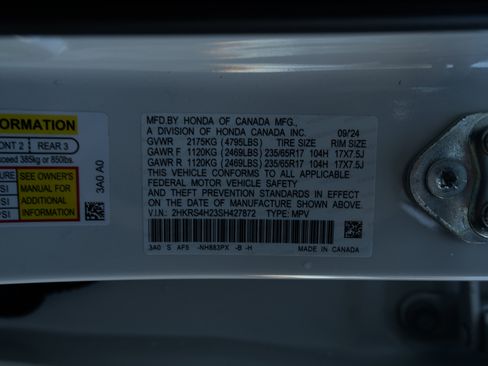 ORMATION
ONT 2 REAR 3
ceed 385kg or 850lbs.
SEE OWNER'S
MANUAL FOR
ADDITIONAL
INFORMATION
URE
PSI
PSI
PSI
3A0 A0
MFD.BY HONDA OF CANADA MFG.,
A DIVISION OF HONDA CANADA INC. 09/24
GVWR 2175KG (4795LBS) TIRE SIZE RIM SIZE
GAWR F 1120KG (2469LBS) 235/65R17 104H 17X7.5J
GAWR R 1120KG (2469LBS) 235/65R17 104H 17X7.5J
THIS VEHICLE CONFORMS TO ALL APPLICABLE
FEDERAL MOTOR VEHICLE SAFETY
AND THEFT PREVENTION STANDARDS IN EFFECT
ON THE DATE OF MANUFACTURE SHOWN ABOVE.
V.I.N.: 2HKRS4H23SH427872 TYPE: MPV
3A0 S AF5 -NH883PX -B -H MADE IN CANADA